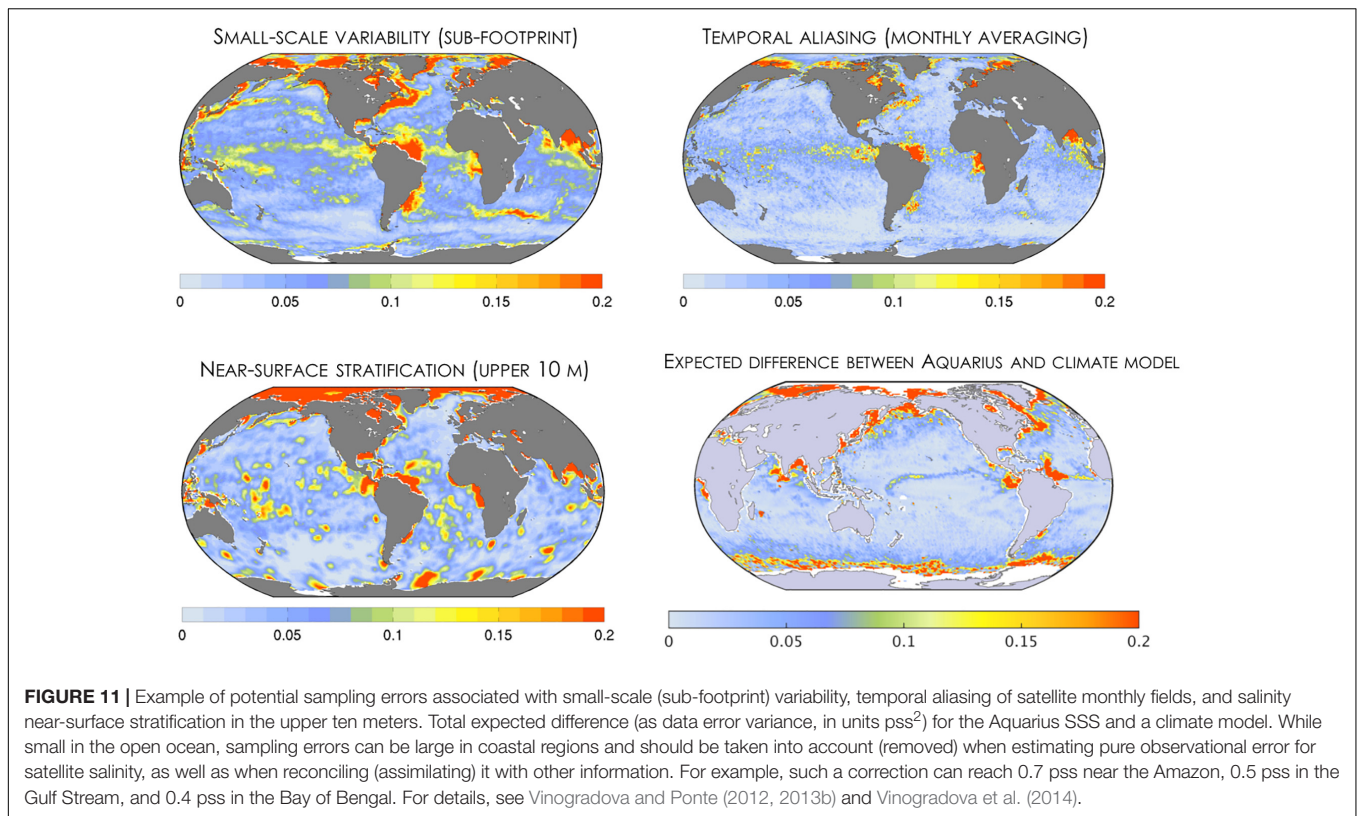 SMALL-SCALE VARIABILITY (SUB-FOOTPRINT)
TEMPORAL ALIASING (MONTHLY AVERAGING)
0 0.05 0.1 0.15 0.2
0 0.05 0.1 0.15 0.2
NEAR-SURFACE STRATIFICATION (UPPER 10 M)
EXPECTED DIFFERENCE BETWEEN AQUARIUS AND CLIMATE MODEL
0 0.05 0.1 0.15 0.2
0 0.05 0.1 0.15 0.2
FIGURE 11 | Example of potential sampling errors associated with small-scale (sub-footprint) variability, temporal aliasing of satellite monthly fields, and salinity
near-surface stratification in the upper ten meters. Total expected difference (as data error variance, in units pss²) for the Aquarius SSS and a climate model. While
small in the open ocean, sampling errors can be large in coastal regions and should be taken into account (removed) when estimating pure observational error for
satellite salinity, as well as when reconciling (assimilating) it with other information. For example, such a correction can reach 0.7 pss near the Amazon, 0.5 pss in the
Gulf Stream, and 0.4 pss in the Bay of Bengal. For details, see Vinogradova and Ponte (2012, 2013b) and Vinogradova et al. (2014).